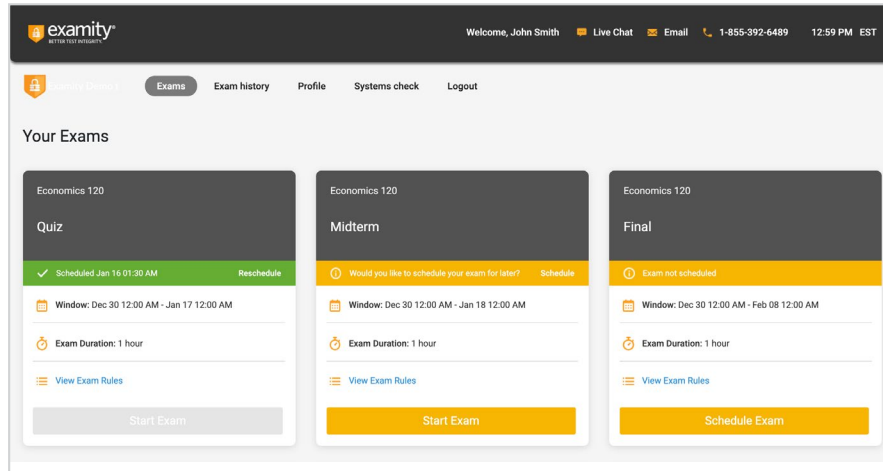 examity®
BETTER TEST INTEGRITY
Welcome, John Smith
Live Chat
Email
1-855-392-6489
12:59 PM EST
Exams
Exam history
Profile
Systems check
Logout
Your Exams
Economics 120
Quiz
Scheduled Jan 16 01:30 AM
Reschedule
Window: Dec 30 12:00 AM - Jan 17 12:00 AM
Exam Duration: 1 hour
View Exam Rules
Start Exam
Economics 120
Midterm
Would you like to schedule your exam for later?
Schedule
Window: Dec 30 12:00 AM - Jan 18 12:00 AM
Exam Duration: 1 hour
View Exam Rules
Start Exam
Economics 120
Final
Exam not scheduled
Window: Dec 30 12:00 AM - Feb 08 12:00 AM
Exam Duration: 1 hour
View Exam Rules
Schedule Exam